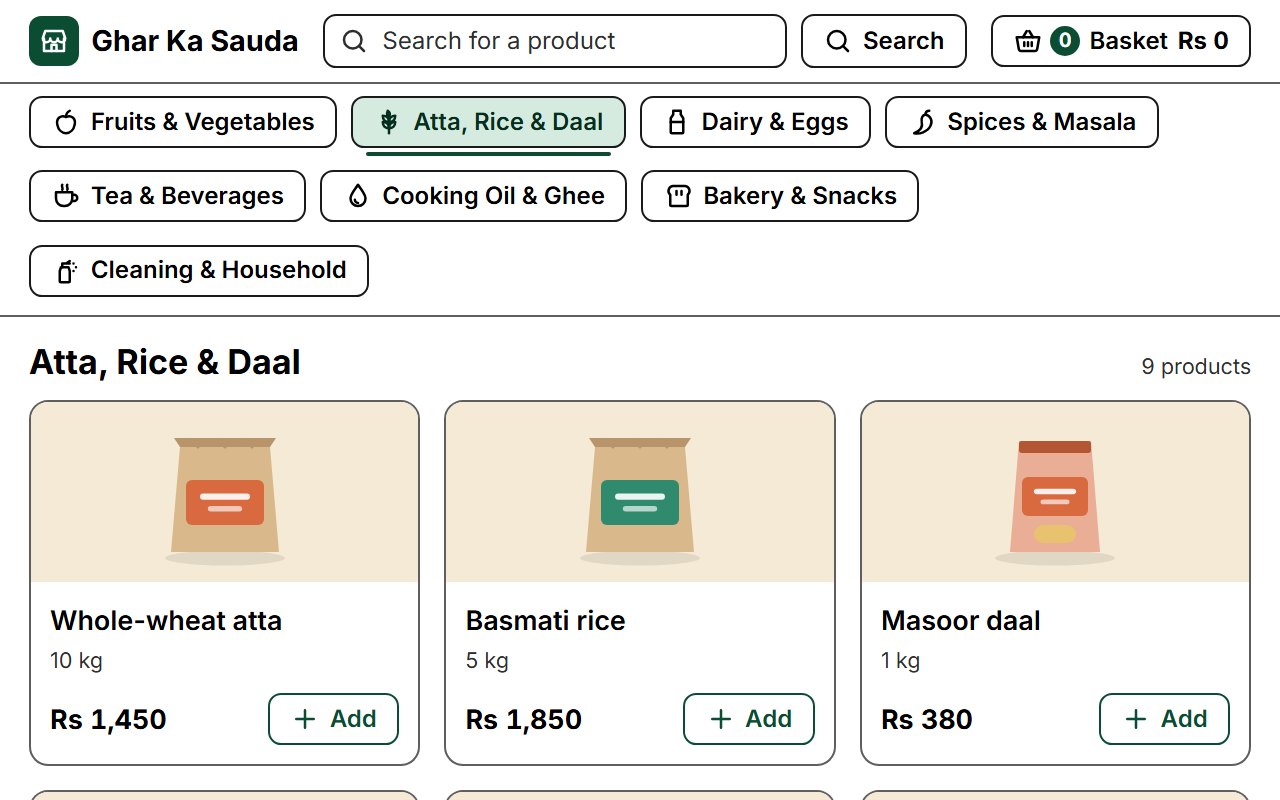 Ghar Ka Sauda Search for a product Search 0 Basket Rs 0
Fruits & Vegetables Atta, Rice & Daal Dairy & Eggs Spices & Masala
Tea & Beverages Cooking Oil & Ghee Bakery & Snacks
Cleaning & Household
Atta, Rice & Daal 9 products
Whole-wheat atta Basmati rice Masoor daal
10 kg 5 kg 1 kg
Rs 1,450 Add Rs 1,850 Add Rs 380 Add